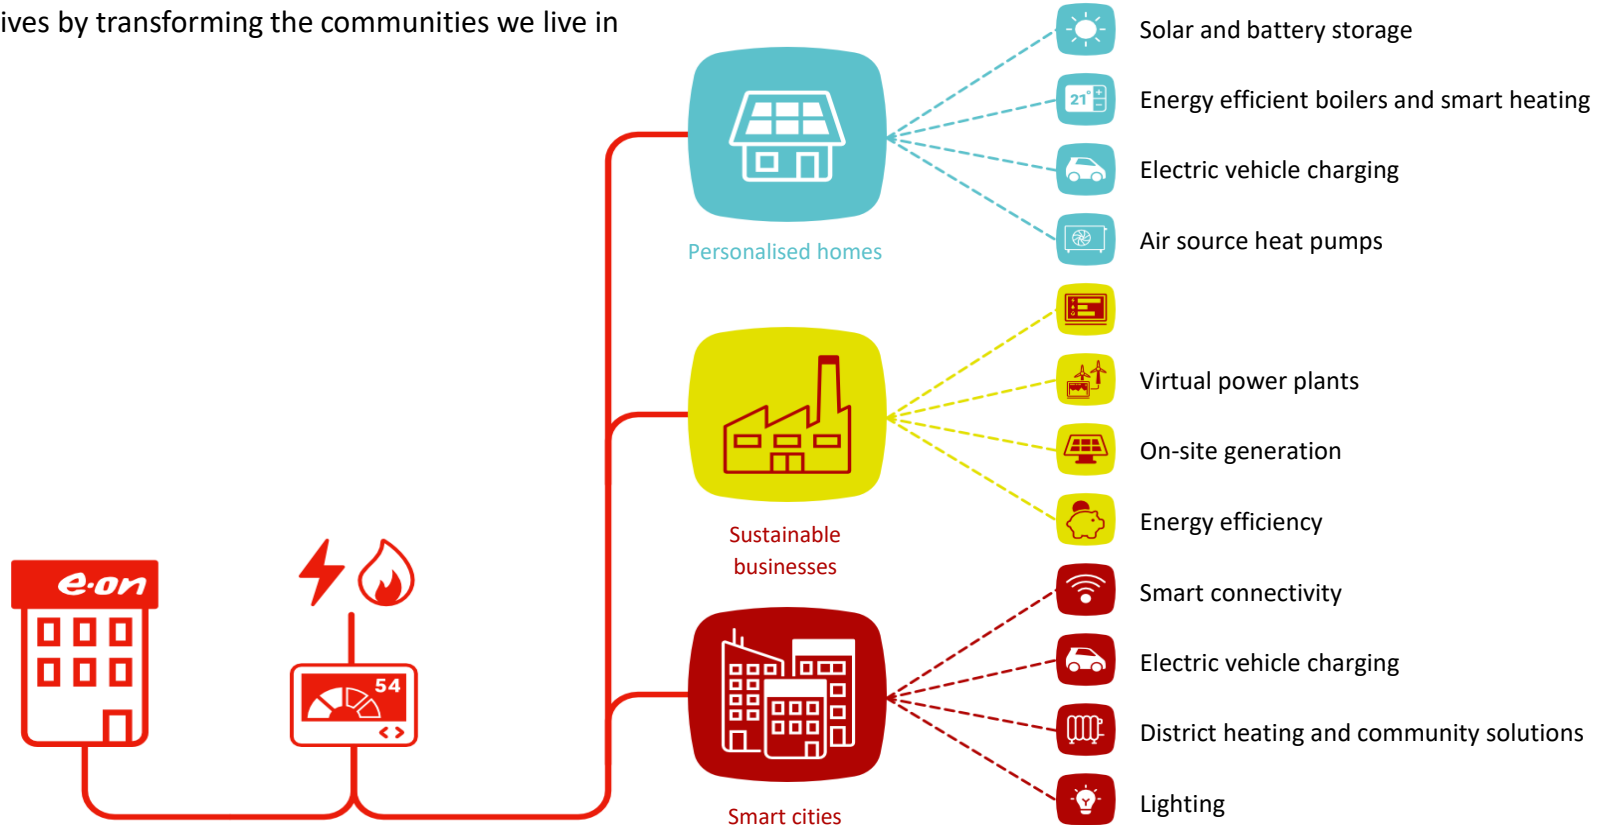 ives by transforming the communities we live in
Solar and battery storage
21°
Energy efficient boilers and smart heating
Electric vehicle charging
Air source heat pumps
Personalised homes
Virtual power plants
On-site generation
Energy efficiency
Sustainable
businesses
e·on
54
Smart connectivity
Electric vehicle charging
District heating and community solutions
Lighting
Smart cities